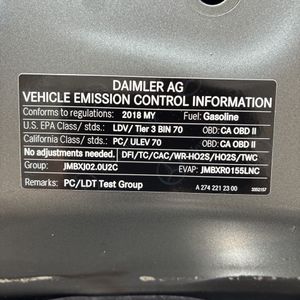 DAIMLER AG
VEHICLE EMISSION CONTROL INFORMATION
Conforms to regulations: 2018 MY Fuel: Gasoline
U.S. EPA Class/ stds.: LDV/ Tier 3 BIN 70 OBD: CA OBD II
California Class/ stds.: PC/ ULEV 70 OBD: CA OBD II
No adjustments needed. DFI/TC/CAC/WR-HO2S/HO2S/TWC
Group: JMBXJ02.0U2C EVAP: JMBXR0155LNC
Remarks: PC/LDT Test Group A 274 221 23 00 3352157